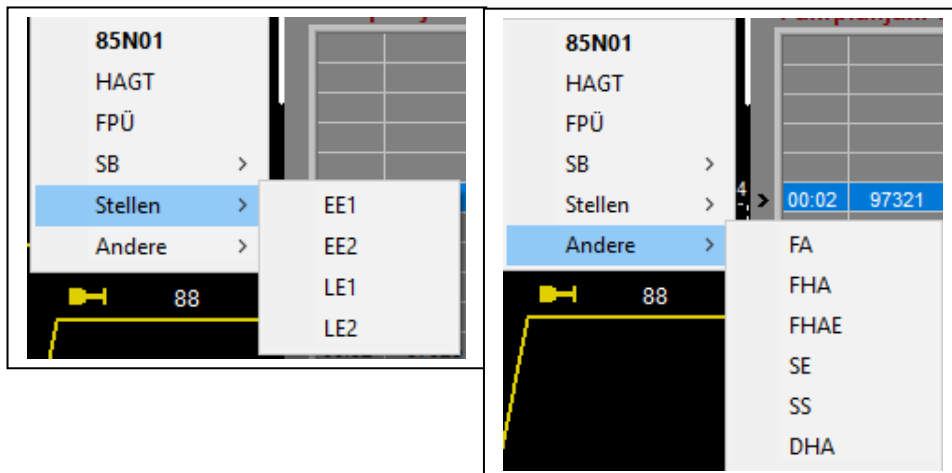 85N01
HAGT
FPÜ
SB >
Stellen >
Andere >
EE1
EE2
LE1
LE2
88
85N01
HAGT
FPÜ
SB >
Stellen >
Andere >
00:02 97321
FA
FHA
FHAE
SE
SS
DHA
88